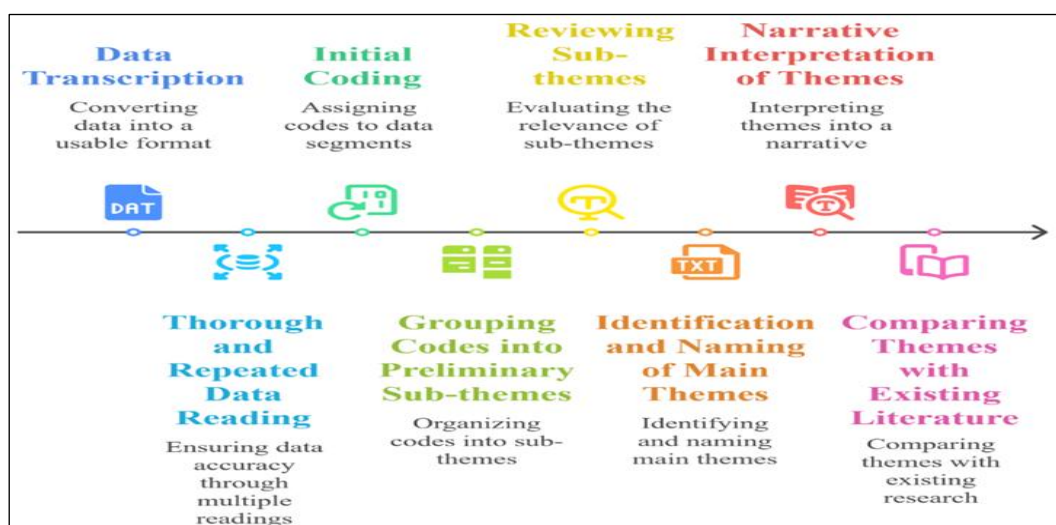 Data
Transcription
Converting
data into a
usable format
Initial
Coding
Assigning
codes to data
segments
Reviewing
Sub-
themes
Evaluating the
relevance of
sub-themes
Narrative
Interpretation
of Themes
Interpreting
themes into a
narrative
DAT
T
TXT
T
Thorough
and
Repeated
Data
Reading
Ensuring data
accuracy
through
multiple
readings
Grouping
Codes into
Preliminary
Sub-themes
Organizing
codes into sub-
themes
Identification
and Naming
of Main
Themes
Identifying
and naming
main themes
Comparing
Themes
with
Existing
Literature
Comparing
themes with
existing
research